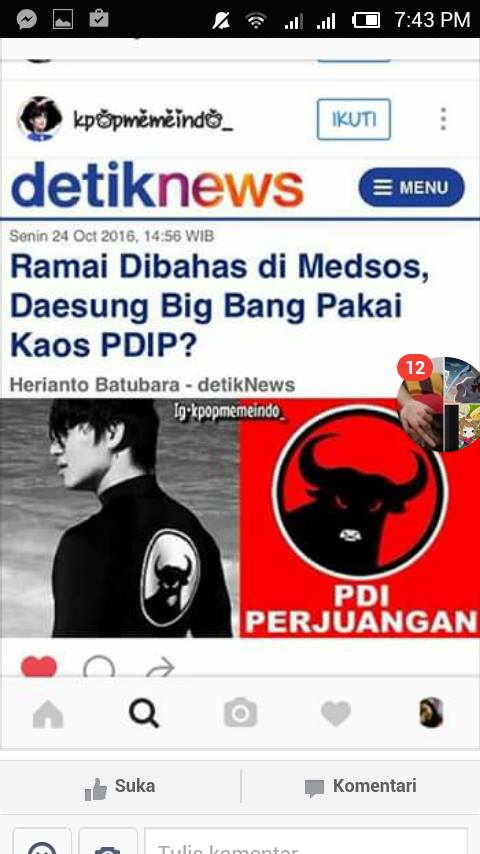 7:43 PM
kpopmemeindo_
IKUTI
detiknews
MENU
Senin 24 Oct 2016, 14:56 WIB
Ramai Dibahas di Medsos,
Daesung Big Bang Pakai
Kaos PDIP?
Herianto Batubara - detikNews
12
Ig•kpopmemeindo_
PDI
PERJUANGAN
Suka
Komentari
Tulis komentar